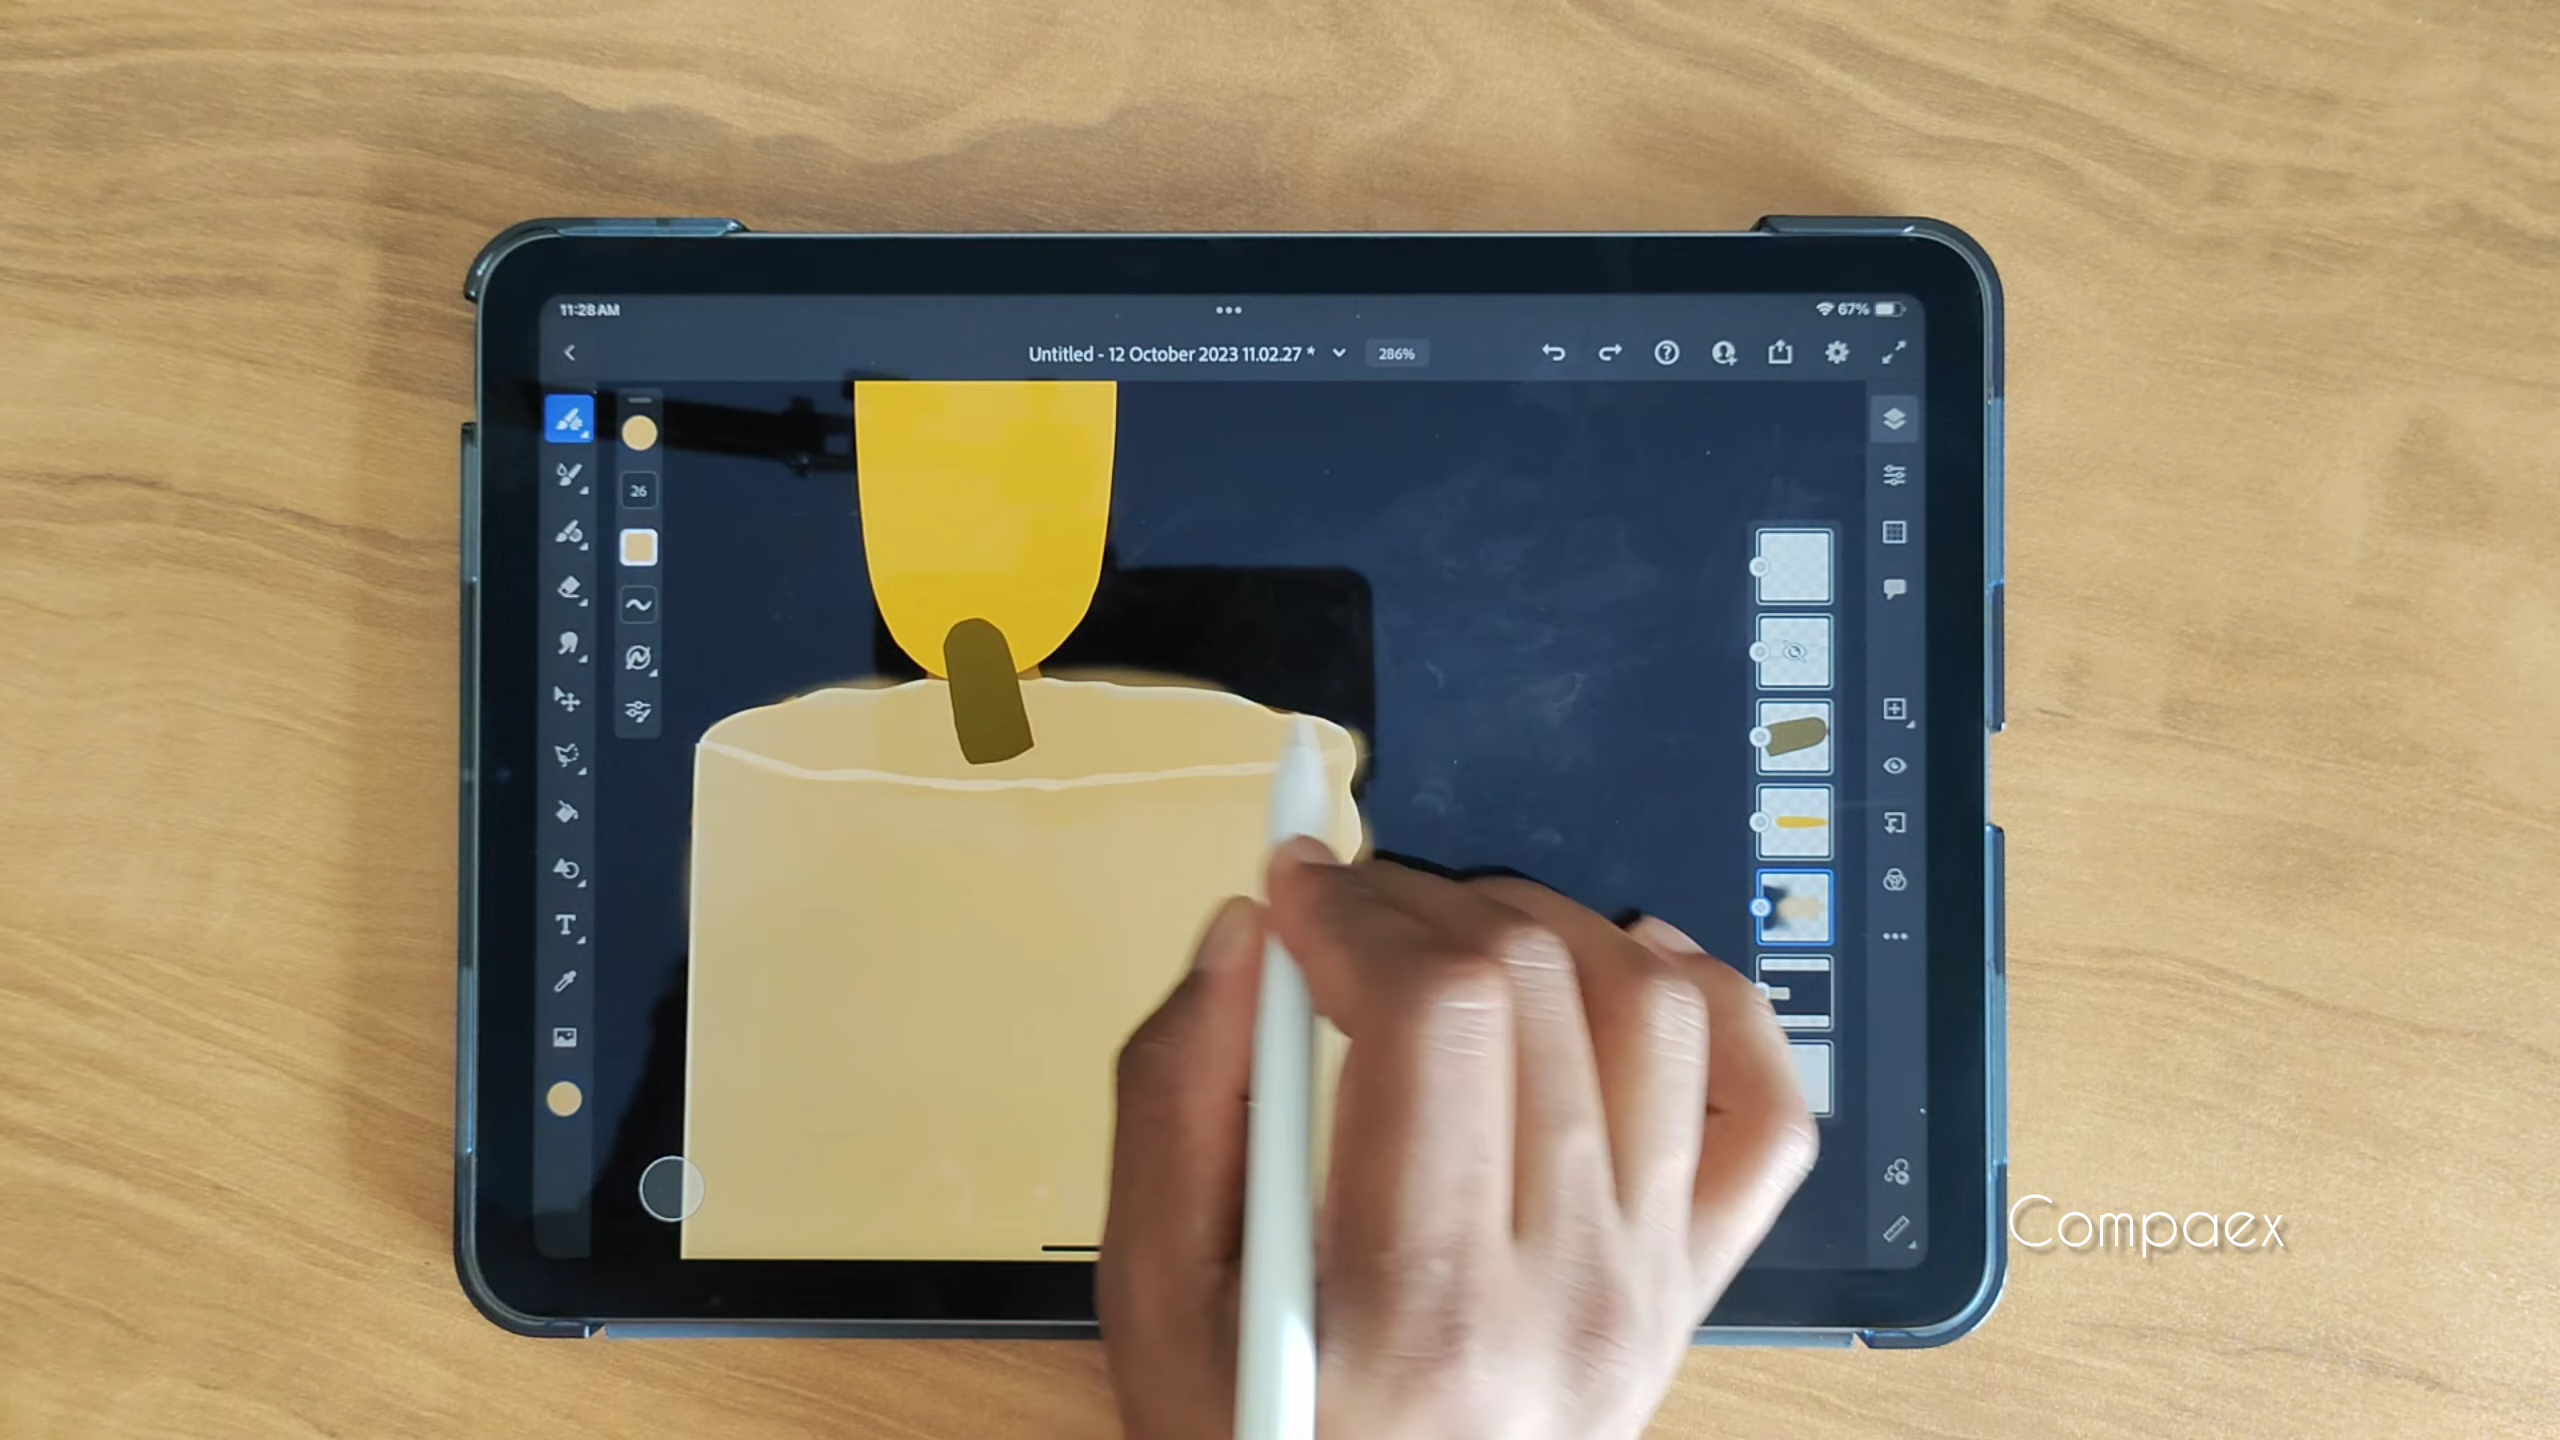 11:28 AM
67%
Untitled - 12 October 2023 11.02.27 *
286%
26
T
Compaex